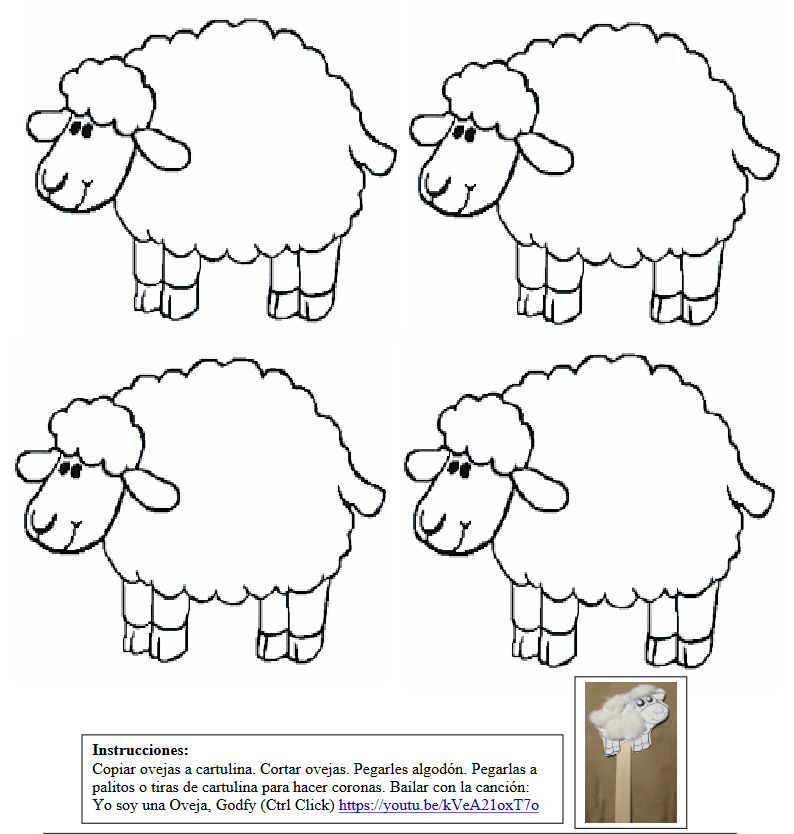 Instrucciones:
Copiar ovejas a cartulina. Cortar ovejas. Pegarles algodón. Pegarlas a
palitos o tiras de cartulina para hacer coronas. Bailar con la canción:
Yo soy una Oveja, Godfy (Ctrl Click) https://youtu.be/kVeA21oxT7o